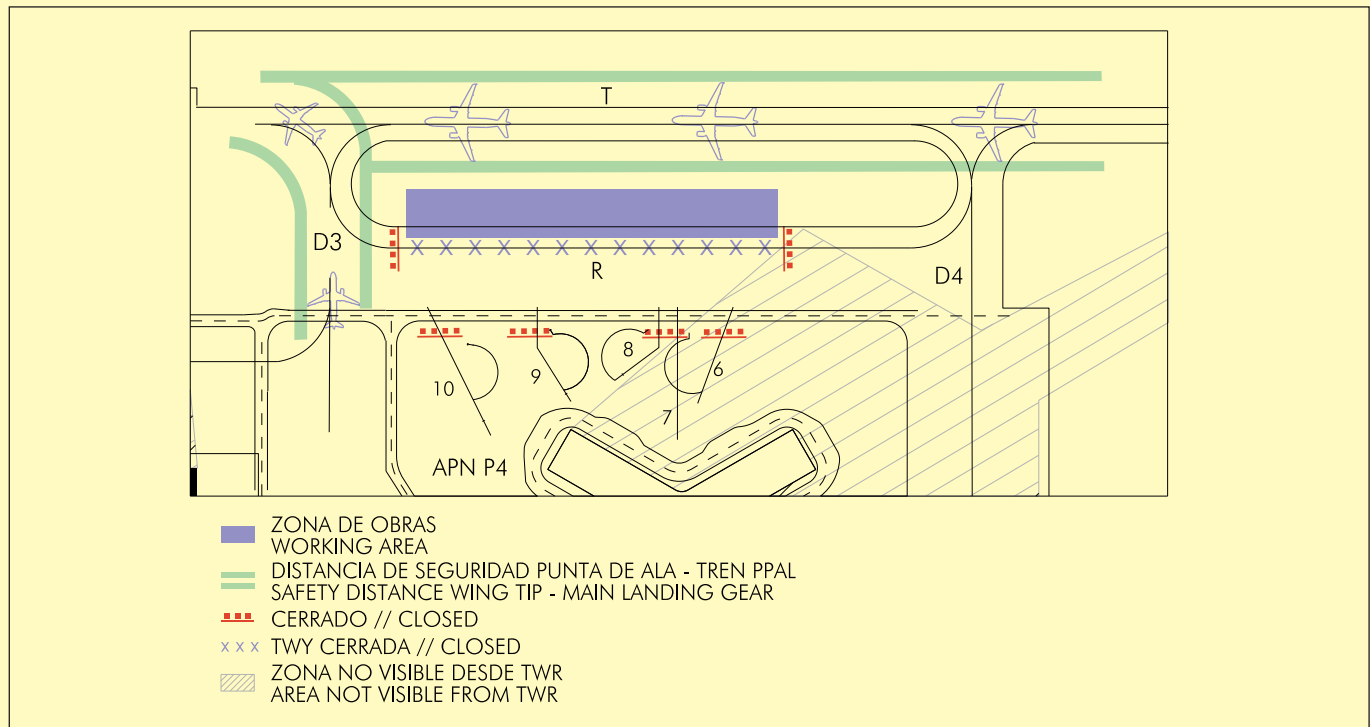 T
D3
R
D4
8
9
6
10
7
APN P4
ZONA DE OBRAS
WORKING AREA
DISTANCIA DE SEGURIDAD PUNTA DE ALA - TREN PPAL
SAFETY DISTANCE WING TIP - MAIN LANDING GEAR
CERRADO // CLOSED
x x x TWY CERRADA // CLOSED
ZONA NO VISIBLE DESDE TWR
AREA NOT VISIBLE FROM TWR